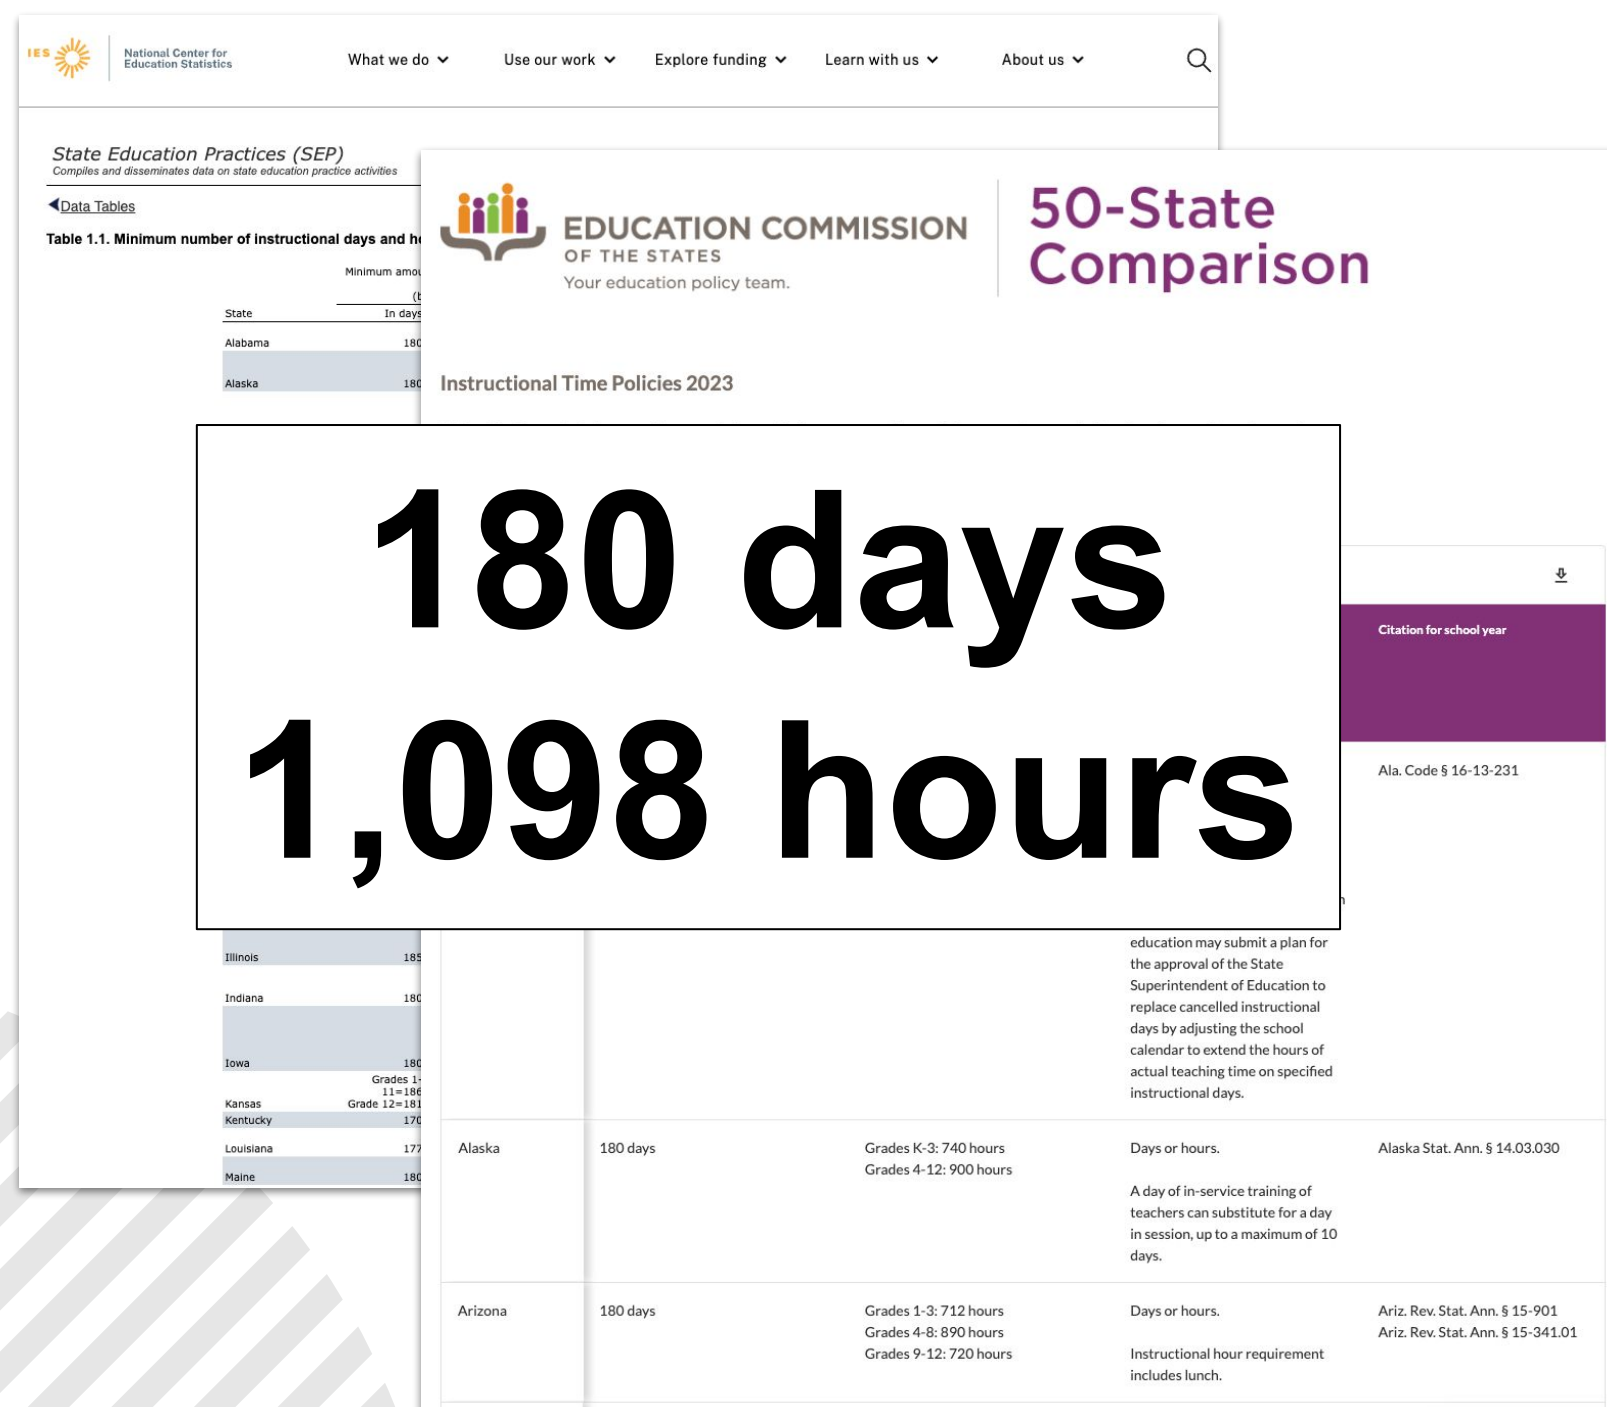 IES
National Center for
Education Statistics
What we do
Use our work
Explore funding
Learn with us
About us
State Education Practices (SEP)
Compiles and disseminates data on state education practice activities
Data Tables
Table 1.1. Minimum number of instructional days and
Minimum
State
In days
Alabama 180
Alaska 180
EDUCATION COMMISSION
OF THE STATES
Your education policy team.
50-State
Comparison
Instructional Time Policies 2023
180 days
1,098 hours
Citation for school year
Ala. Code § 16-13-231
Illinois 185
Indiana 180
Iowa 180
Grades 1-
11=186
Kansas Grade 12=181
Kentucky 170
Louisiana 177
Maine 180
education may submit a plan for
the approval of the State
Superintendent of Education to
replace cancelled instructional
days by adjusting the school
calendar to extend the hours of
actual teaching time on specified
instructional days.
Alaska 180 days Grades K-3: 740 hours Days or hours. Alaska Stat. Ann. § 14.03.030
Grades 4-12: 900 hours
A day of in-service training of
teachers can substitute for a day
in session, up to a maximum of 10
days.
Arizona 180 days Grades 1-3: 712 hours Days or hours. Ariz. Rev. Stat. Ann. § 15-901
Grades 4-8: 890 hours Ariz. Rev. Stat. Ann. § 15-341.01
Grades 9-12: 720 hours Instructional hour requirement
includes lunch.